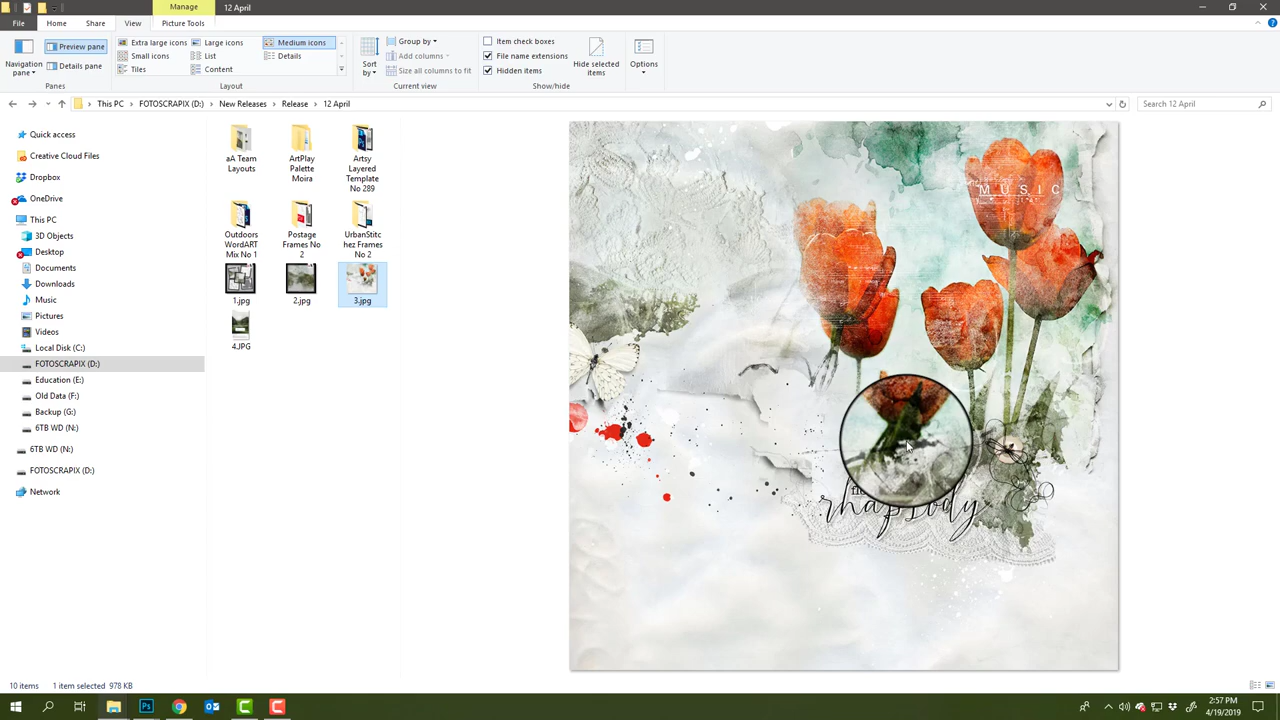 Manage
12 April
File
Home
Share
View
Picture Tools
Navigation pane
Preview pane
Details pane
Panes
Extra large icons
Large icons
Medium icons
Small icons
List
Details
Tiles
Content
Layout
Sort by
Group by
Add columns
Size all columns to fit
Current view
Item check boxes
File name extensions
Hidden items
Hide selected items
Show/hide
Options
This PC
FOTOSCRAPIX (D:)
New Releases
Release
12 April
Search 12 April
Quick access
Creative Cloud Files
Dropbox
OneDrive
This PC
3D Objects
Desktop
Documents
Downloads
Music
Pictures
Videos
Local Disk (C:)
FOTOSCRAPIX (D:)
Education (E:)
Old Data (F:)
Backup (G:)
6TB WD (N:)
6TB WD (N:)
FOTOSCRAPIX (D:)
Network
aA Team
Layouts
ArtPlay
Palette
Moira
Artsy
Layered
Template
No 289
Outdoors
WordART
Mix No 1
Postage
Frames No
2
UrbanStitc
hez Frames
No 2
1.jpg
2.jpg
3.jpg
4.JPG
MUSIC
rhapsody
10 items
1 item selected 978 KB
2:57 PM
4/19/2019